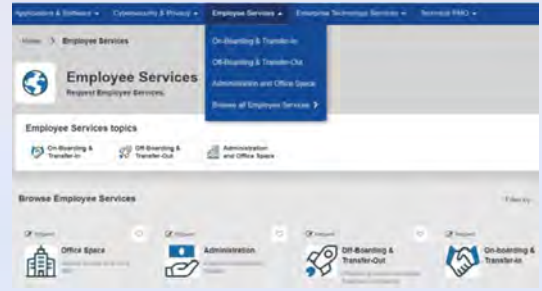 Applications & Software
Cybersecurity & Privacy
Employee Services
Enterprise Technology Services
Technical PMO
Home > Employee Services
On-Boarding & Transfer-In
Off-Boarding & Transfer-Out
Administration and Office Space
Browse all Employee Services >
Employee Services
Request Employee Services.
Employee Services topics
On-Boarding &
Transfer-In
Off-Boarding &
Transfer-Out
Administration
and Office Space
Browse Employee Services
Filter by
Request
Request
Request
Request
Office Space
Administration
Off-Boarding &
Transfer-Out
On-boarding &
Transfer-In